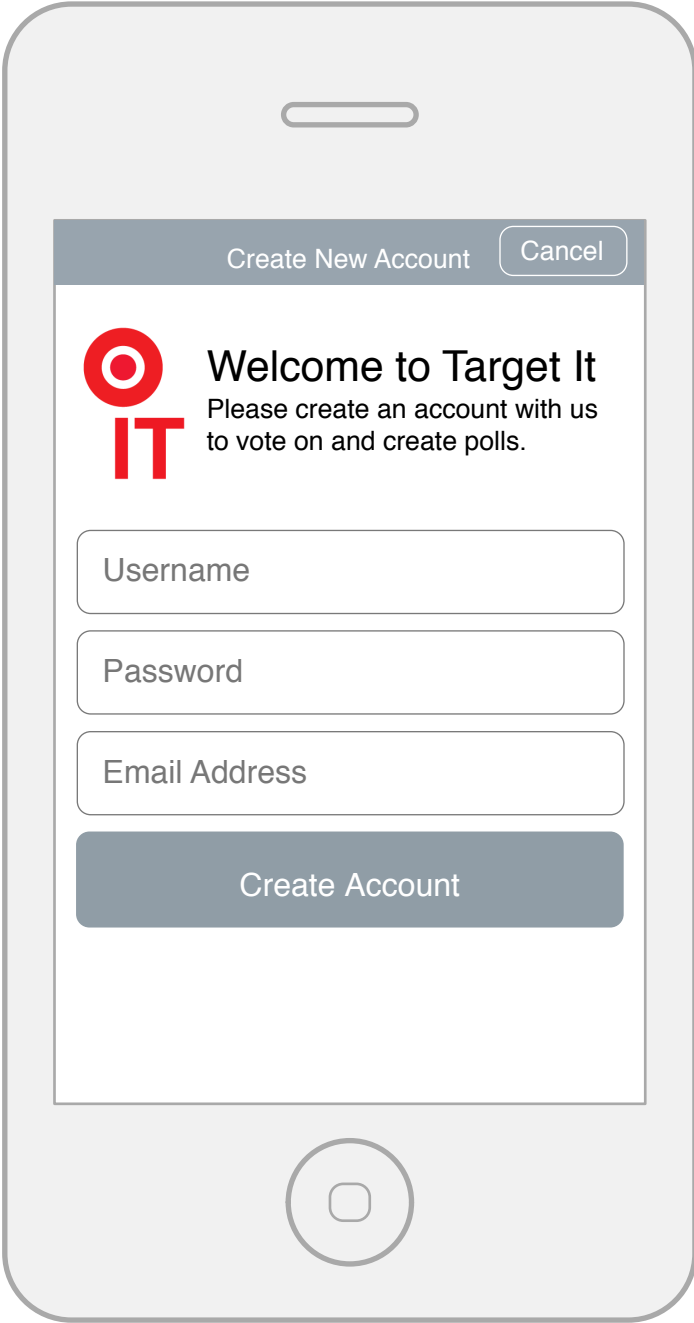 Create New Account
Cancel
IT
Welcome to Target It
Please create an account with us
to vote on and create polls.
Username
Password
Email Address
Create Account